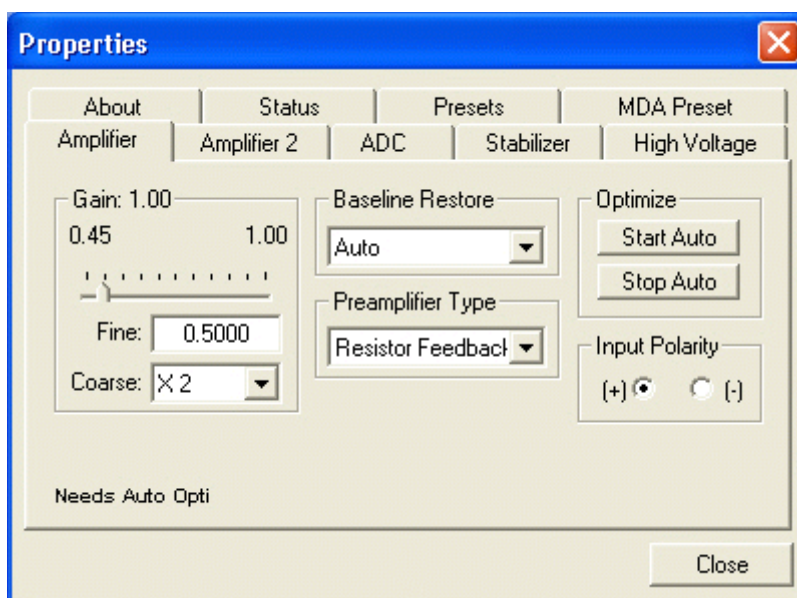 Properties
About Status Presets MDA Preset
Amplifier Amplifier 2 ADC Stabilizer High Voltage
Gain: 1.00
0.45 1.00
Fine: 0.5000
Coarse: X 2
Baseline Restore
Auto
Preamplifier Type
Resistor Feedback
Optimize
Start Auto
Stop Auto
Input Polarity
(+) (-)
Needs Auto Opti
Close